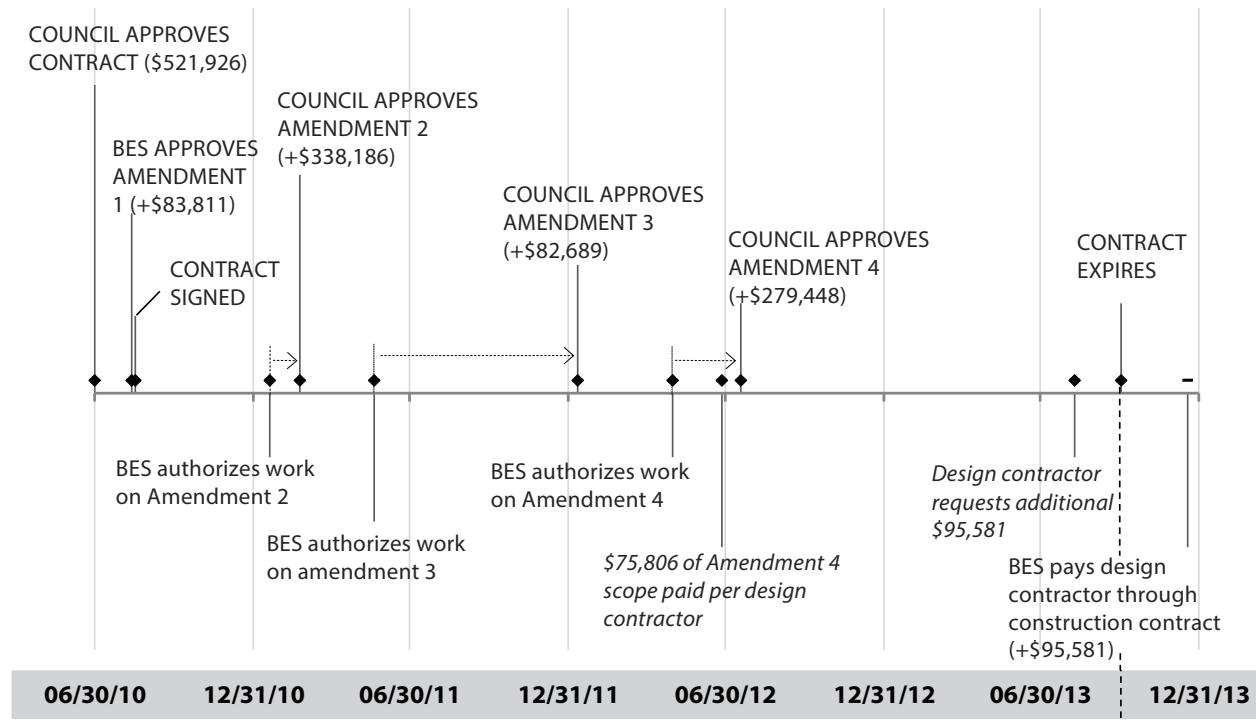 COUNCIL APPROVES
CONTRACT ($521,926)
BES APPROVES
AMENDMENT
1 (+$83,811)
CONTRACT
SIGNED
COUNCIL APPROVES
AMENDMENT 2
(+$338,186)
COUNCIL APPROVES
AMENDMENT 3
(+$82,689)
COUNCIL APPROVES
AMENDMENT 4
(+$279,448)
CONTRACT
EXPIRES
BES authorizes work
on Amendment 2
BES authorizes work
on amendment 3
BES authorizes work
on Amendment 4
$75,806 of Amendment 4
scope paid per design
contractor
Design contractor
requests additional
$95,581
BES pays design
contractor through
construction contract
(+$95,581)
06/30/10 12/31/10 06/30/11 12/31/11 06/30/12 12/31/12 06/30/13 12/31/13